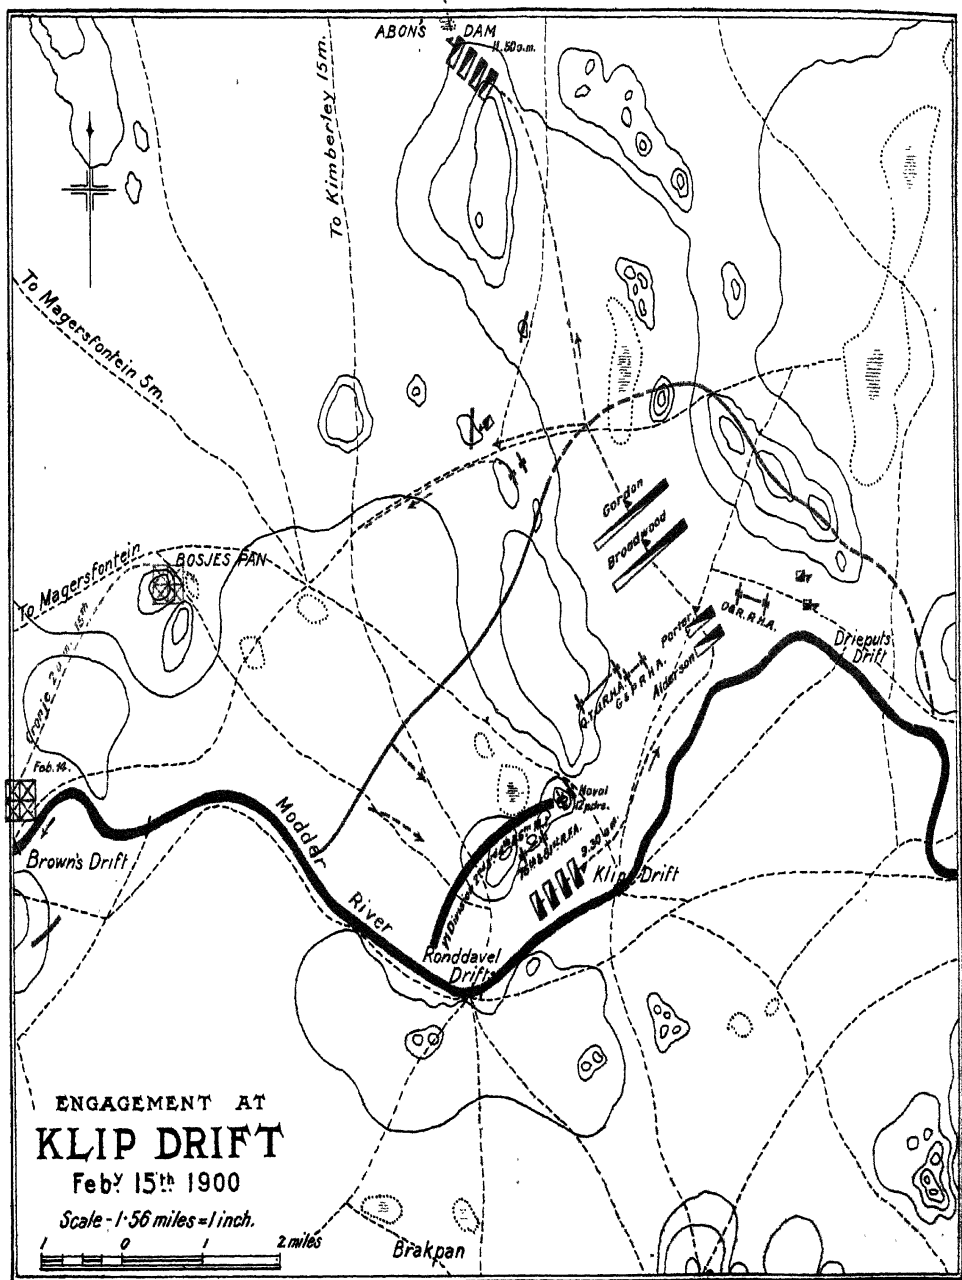 ABON'S DAM
11.50 a.m.
To Kimberley 15m.
To Magersfontein 5m.
Gordon
Broadwood
To Magersfontein
BOSJES PAN
Porter
Alderson
Drieputs
Drift
Feb. 14.
Naval
12 pdrs.
9.30 a.m.
Modder
River
Brown's Drift
Klip Drift
Ronddavel
Drifts
ENGAGEMENT AT
KLIP DRIFT
Feby. 15th 1900
Scale - 1·56 miles = 1 inch.
1 0 1 2 miles
Brakpan